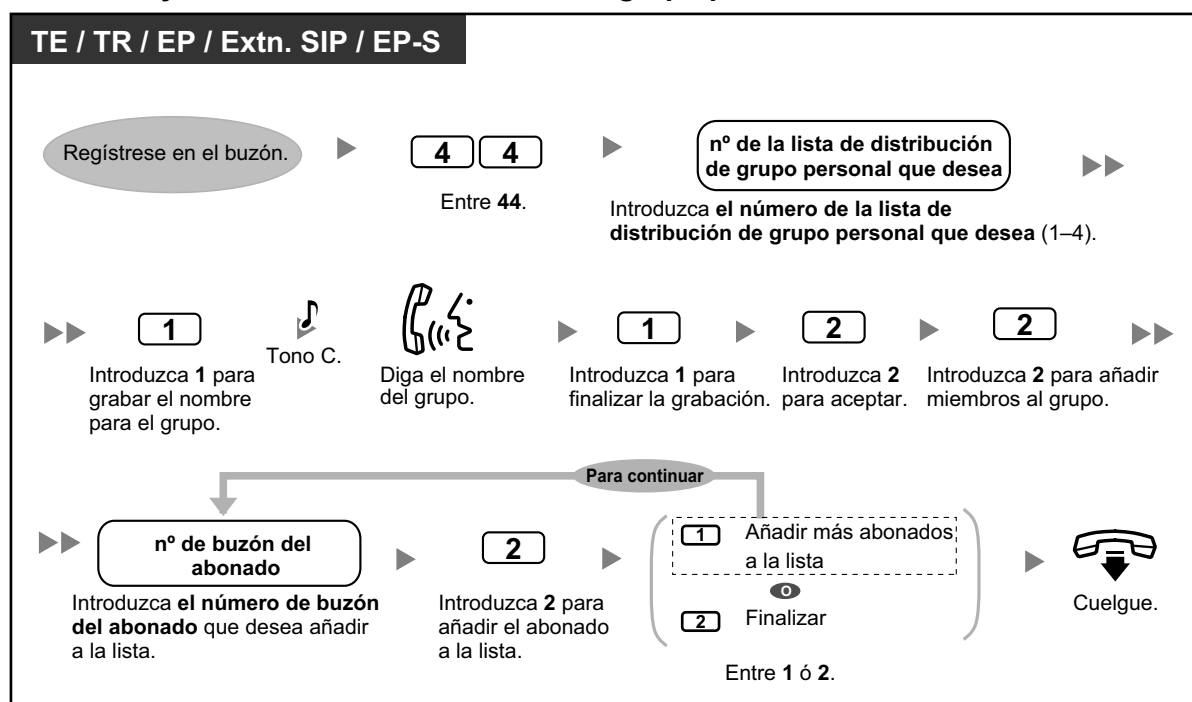 TE / TR / EP / Extn. SIP / EP-S
Regístrese en el buzón.
4 4
Entre 44.
nº de la lista de distribución
de grupo personal que desea
Introduzca el número de la lista de
distribución de grupo personal que desea (1–4).
1
Introduzca 1 para
grabar el nombre
para el grupo.
Tono C.
Diga el nombre
del grupo.
1
Introduzca 1 para
finalizar la grabación.
2
Introduzca 2
para aceptar.
2
Introduzca 2 para añadir
miembros al grupo.
Para continuar
nº de buzón del
abonado
Introduzca el número de buzón
del abonado que desea añadir
a la lista.
2
Introduzca 2 para
añadir el abonado
a la lista.
1 Añadir más abonados
a la lista
O
2 Finalizar
Entre 1 ó 2.
Cuelgue.